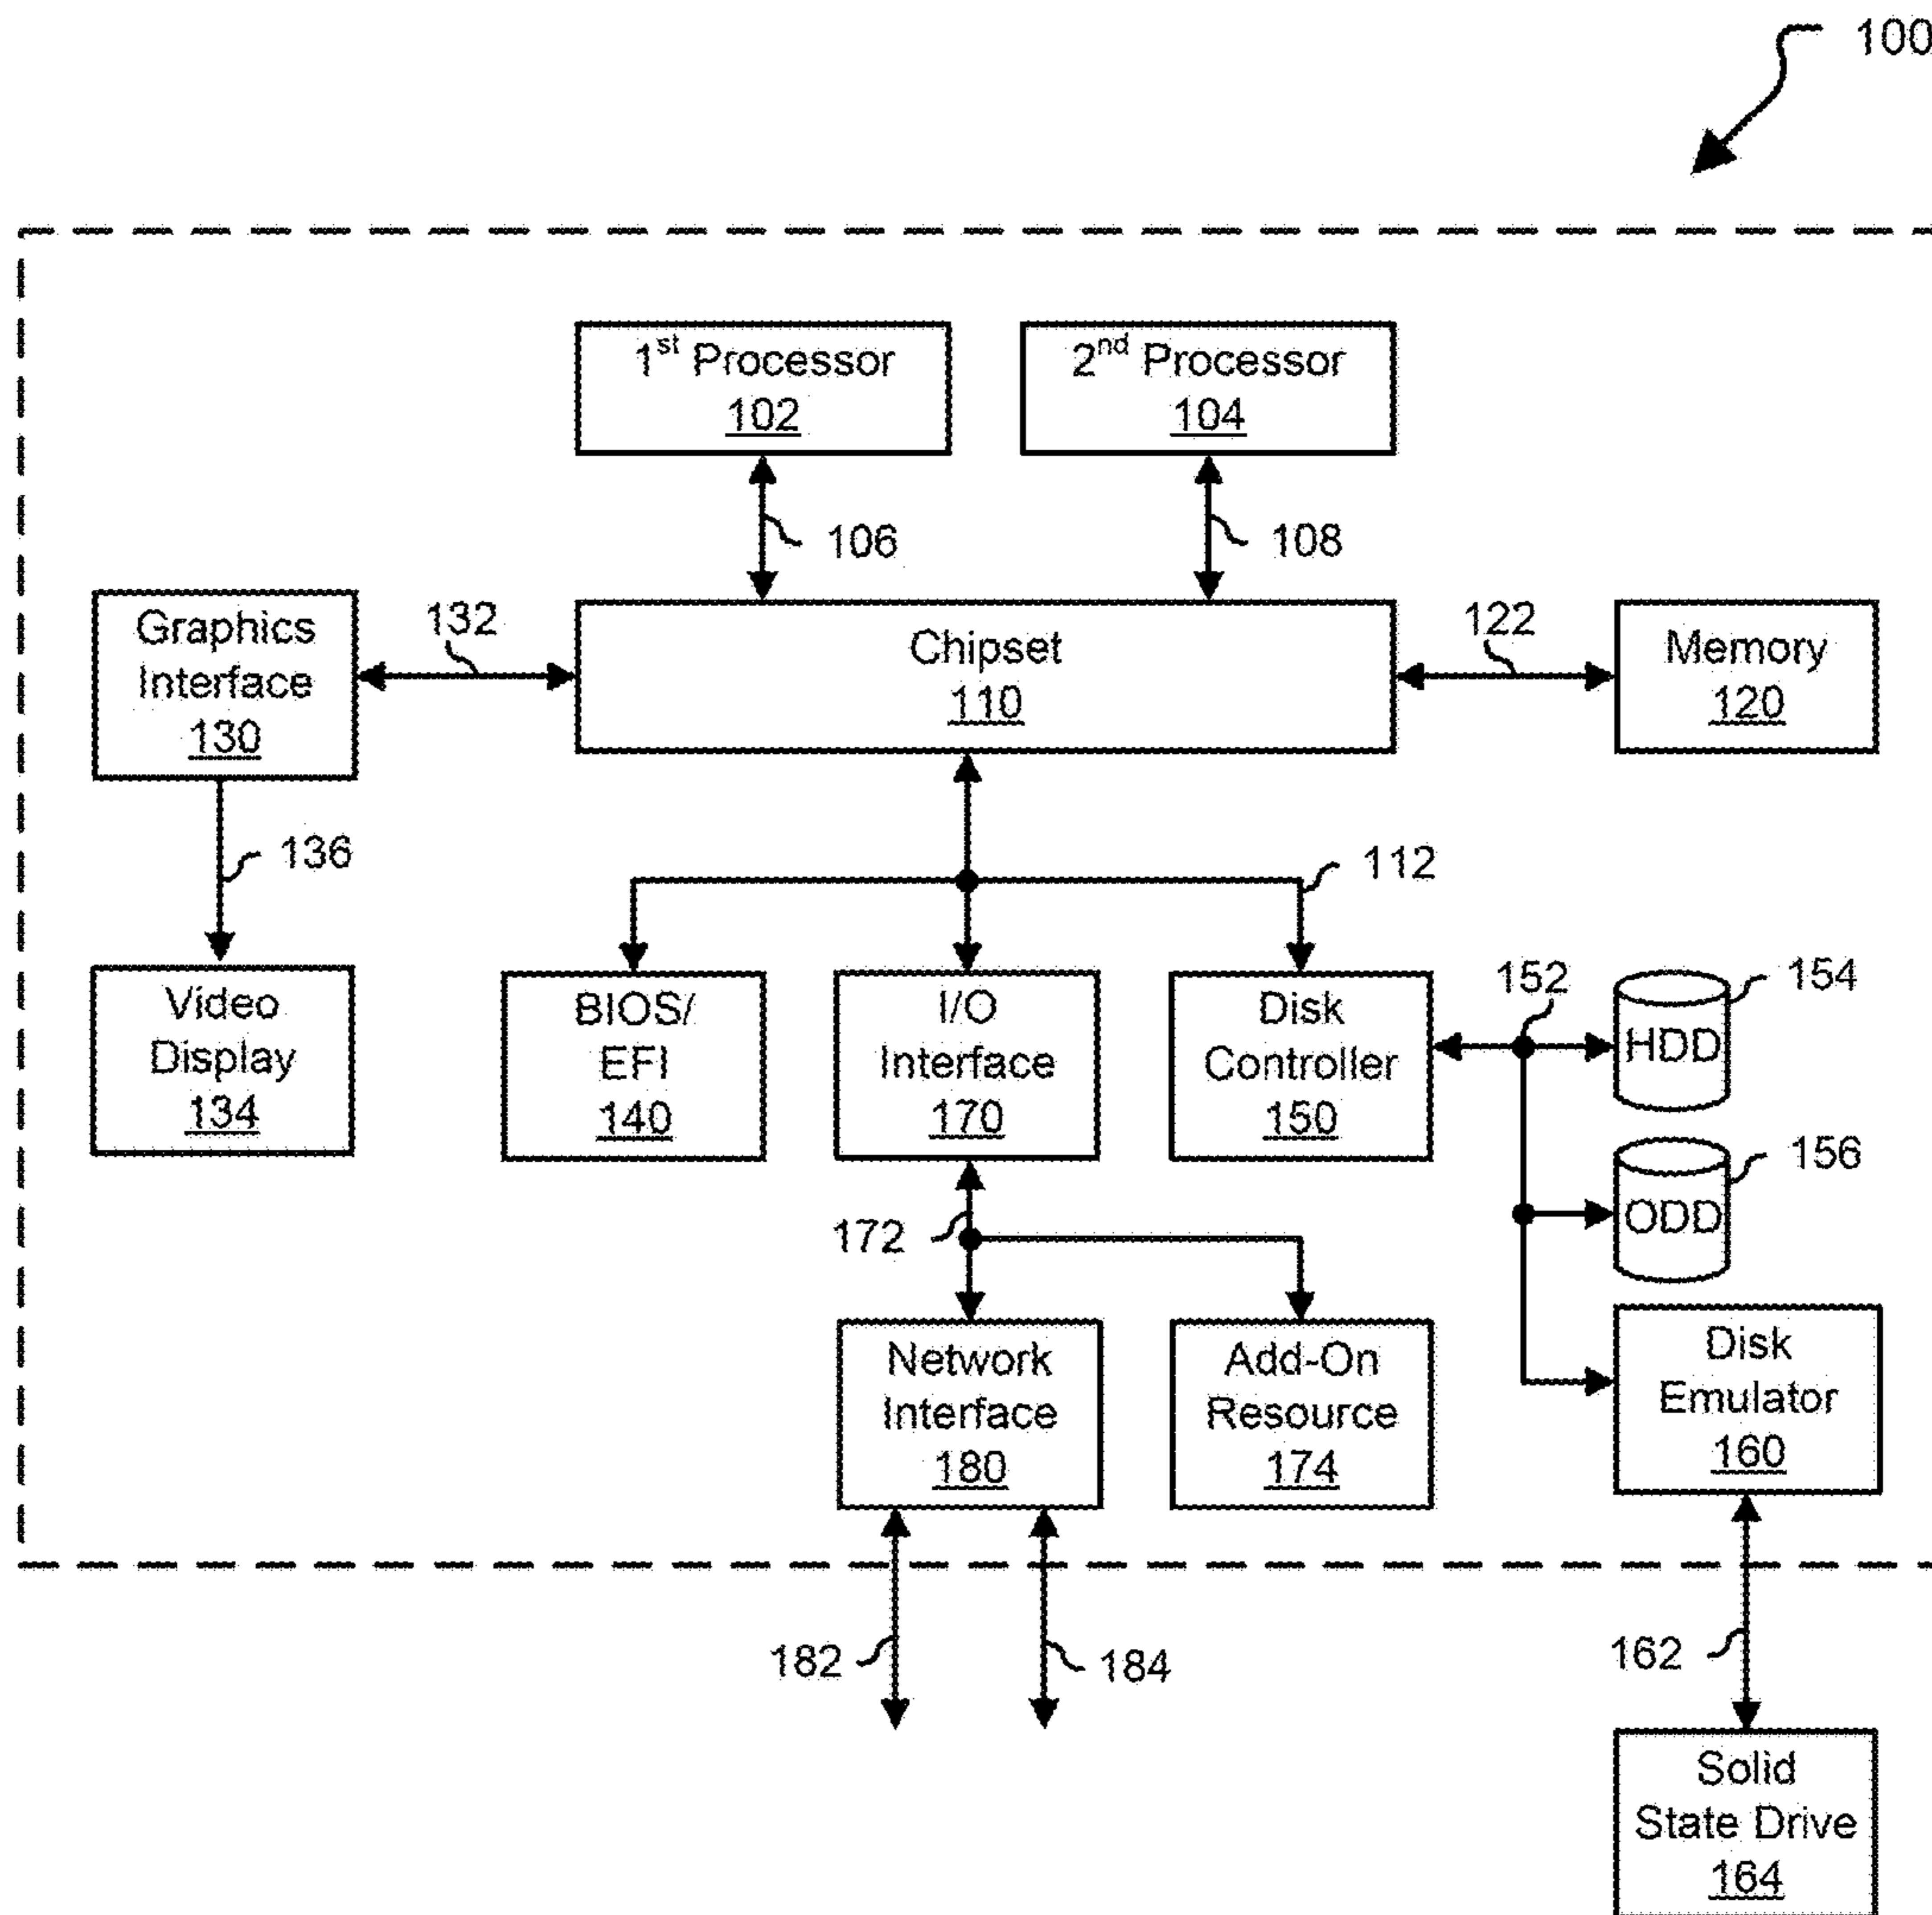 100
1st Processor
102
2nd Processor
104
106
108
Graphics
Interface
130
132
Chipset
110
122
Memory
120
136
112
Video
Display
134
BIOS/
EFI
140
I/O
Interface
170
Disk
Controller
150
152
HDD
154
ODD
156
172
Network
Interface
180
Add-On
Resource
174
Disk
Emulator
160
182
184
162
Solid
State Drive
164